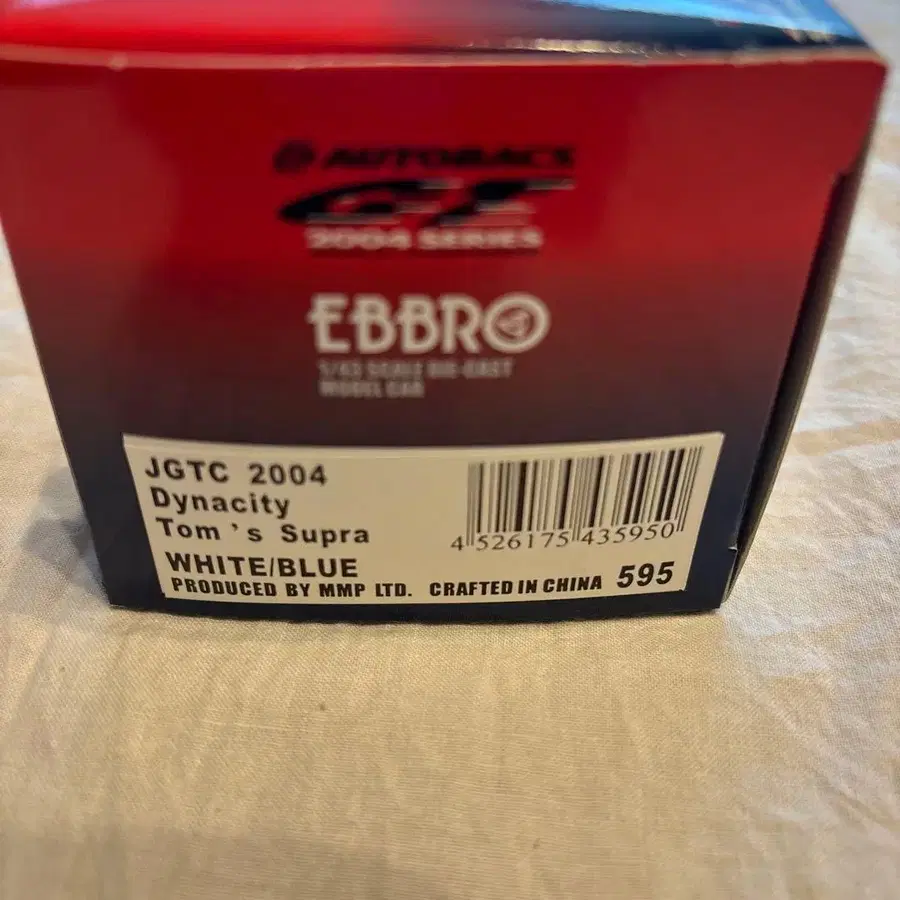 AUTOBACS
GT
2004 SERIES
EBBRO
1/43 SCALE DIE-CAST
MODEL CAR
JGTC 2004
Dynacity
Tom's Supra
WHITE/BLUE
4 526175 435950
PRODUCED BY MMP LTD. CRAFTED IN CHINA 595